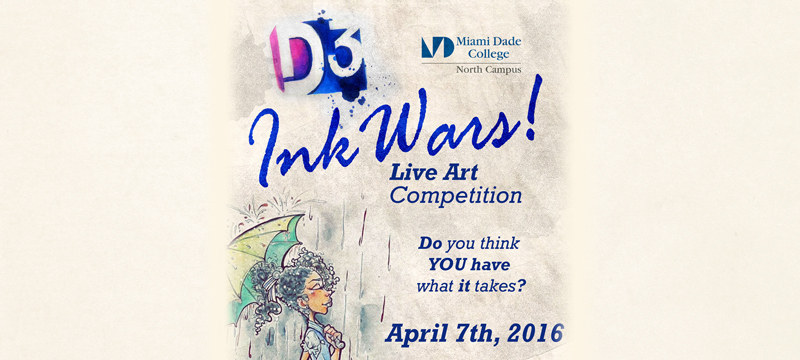 D3
Miami Dade
College
North Campus
Ink Wars!
Live Art
Competition
Do you think
YOU have
what it takes?
April 7th, 2016